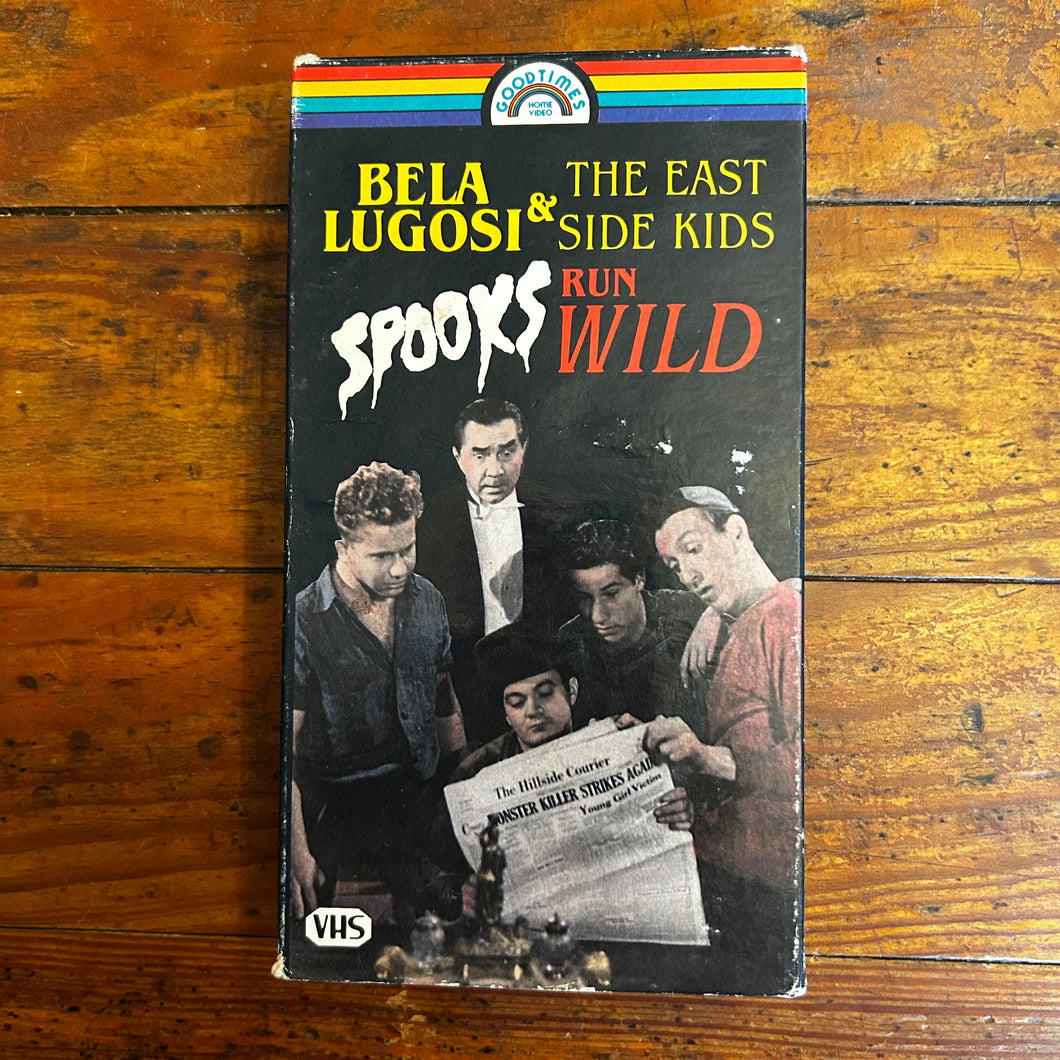 GOODTIMES
HOME
VIDEO
BELA
LUGOSI
&
THE EAST
SIDE KIDS
SPOOKS
RUN
WILD
The Hillside Courier
MONSTER KILLER STRIKES AGAI
Young Girl Victim
VHS